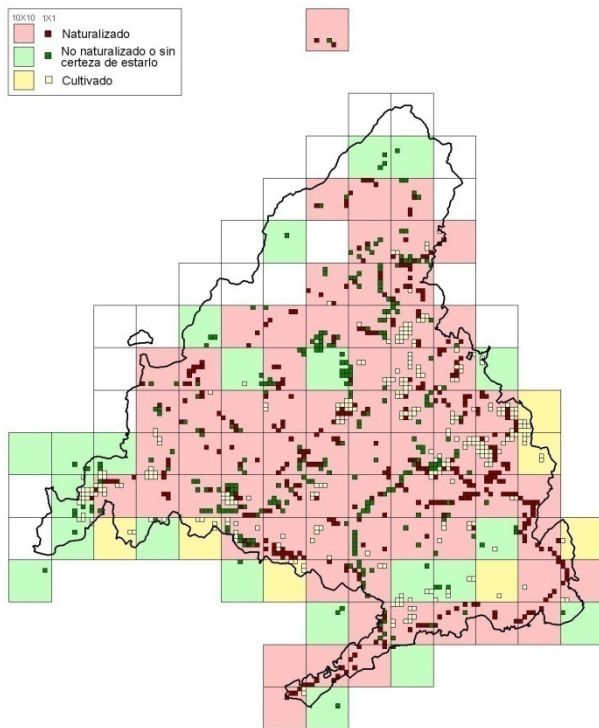 10X10 1X1
Naturalizado
No naturalizado o sin
certeza de estarlo
Cultivado